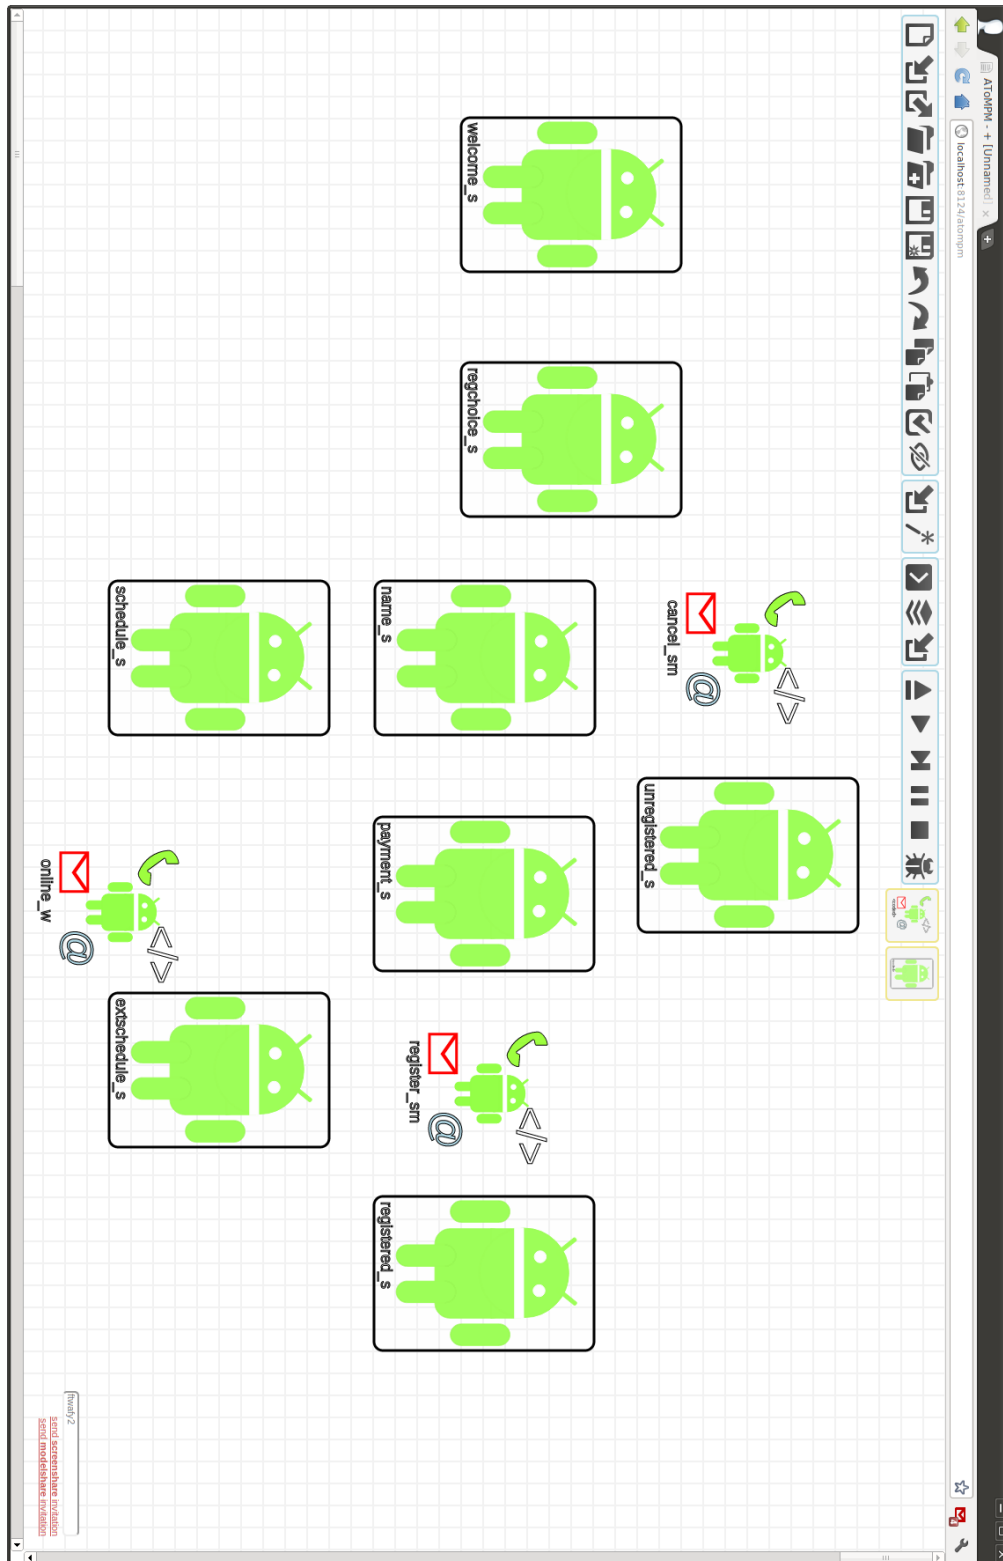 AToMPM - + [Unnamed]
localhost:8124/atompm
cancel_sm
unregistered_s
welcome_s
regchoice_s
name_s
payment_s
register_sm
registered_s
schedule_s
online_w
extschedule_s
ftwafy2
send screenshare invitation
send modelshare invitation